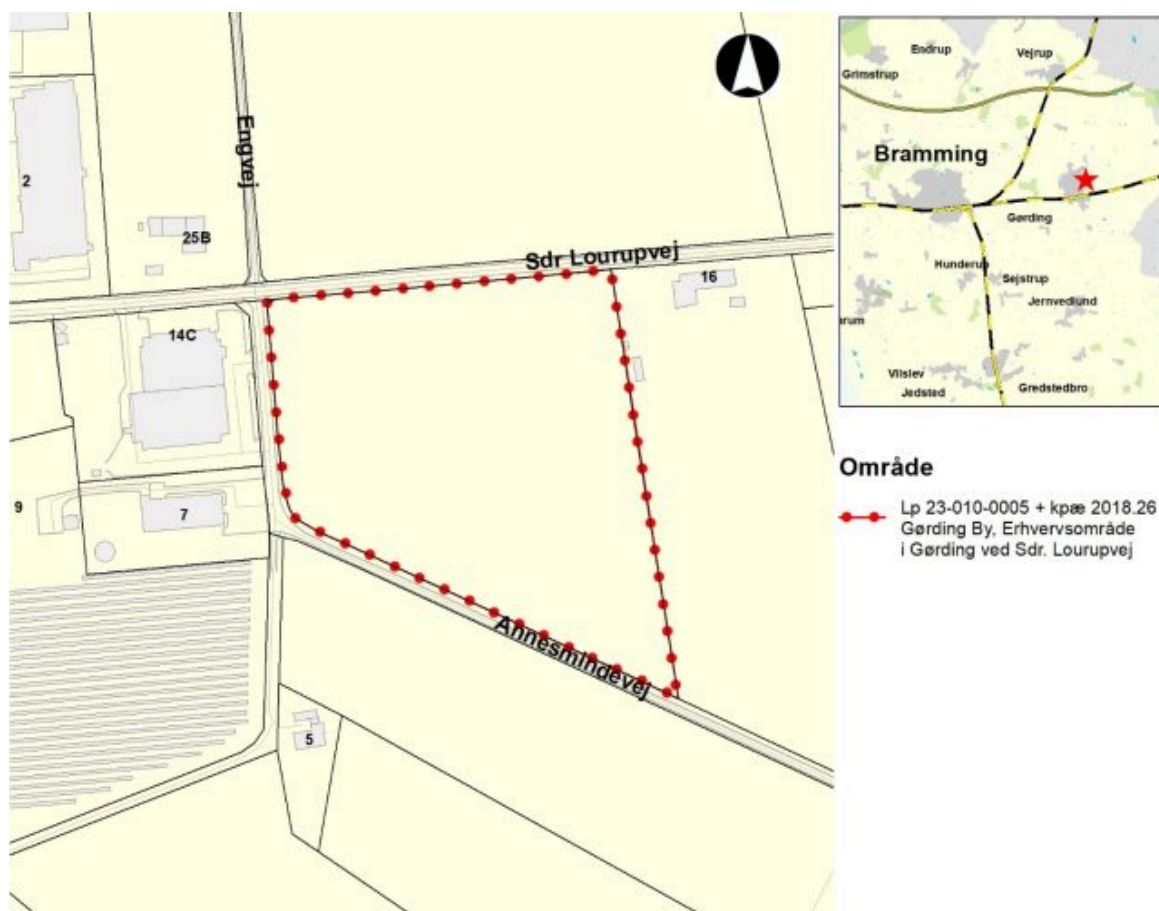 Engvej
2
25B
Sdr Lourupvej
16
14C
9
7
Annesmindevej
5
Endrup
Vejrup
Grimstrup
Bramming
Gørding
Hunderup
Sejstrup
Jernvedlund
arum
Vilslev
Jedsted
Gredstedbro
Område
Lp 23-010-0005 + kpæ 2018.26
Gørding By, Erhvervsområde
i Gørding ved Sdr. Lourupvej